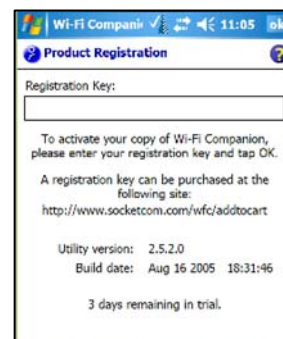 Wi-Fi Compani 11:05 ok
Product Registration ?
Registration Key:
To activate your copy of Wi-Fi Companion,
please enter your registration key and tap OK.
A registration key can be purchased at the
following site:
http://www.socketcom.com/wfc/addtocart
Utility version: 2.5.2.0
Build date: Aug 16 2005 18:31:46
3 days remaining in trial.